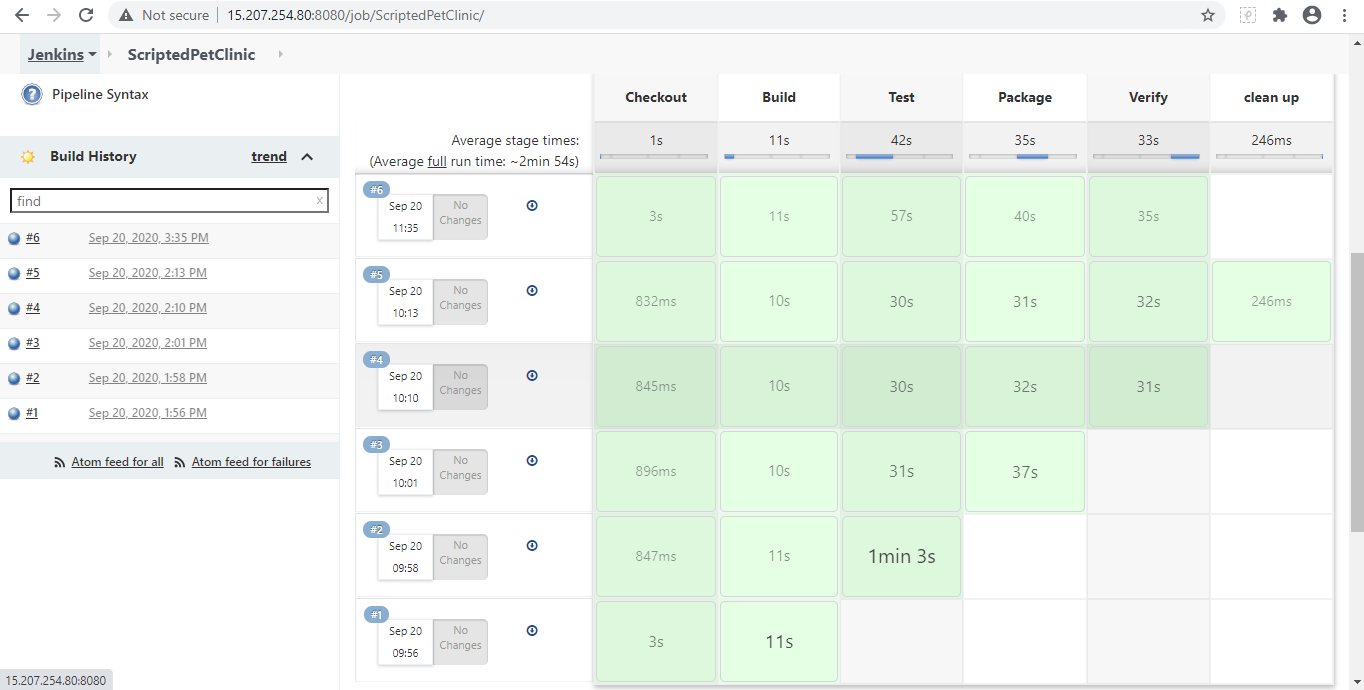 Not secure 15.207.254.80:8080/job/ScriptedPetClinic/
Jenkins ScriptedPetClinic
Pipeline Syntax
Build History trend
find x
#6 Sep 20, 2020, 3:35 PM
#5 Sep 20, 2020, 2:13 PM
#4 Sep 20, 2020, 2:10 PM
#3 Sep 20, 2020, 2:01 PM
#2 Sep 20, 2020, 1:58 PM
#1 Sep 20, 2020, 1:56 PM
Atom feed for all Atom feed for failures
Checkout Build Test Package Verify clean up
Average stage times: 1s 11s 42s 35s 33s 246ms
(Average full run time: ~2min 54s)
#6
Sep 20 No
11:35 Changes
3s 11s 57s 40s 35s
#5
Sep 20 No
10:13 Changes
832ms 10s 30s 31s 32s 246ms
#4
Sep 20 No
10:10 Changes
845ms 10s 30s 32s 31s
#3
Sep 20 No
10:01 Changes
896ms 10s 31s 37s
#2
Sep 20 No
09:58 Changes
847ms 11s 1min 3s
#1
Sep 20 No
09:56 Changes
3s 11s
15.207.254.80:8080